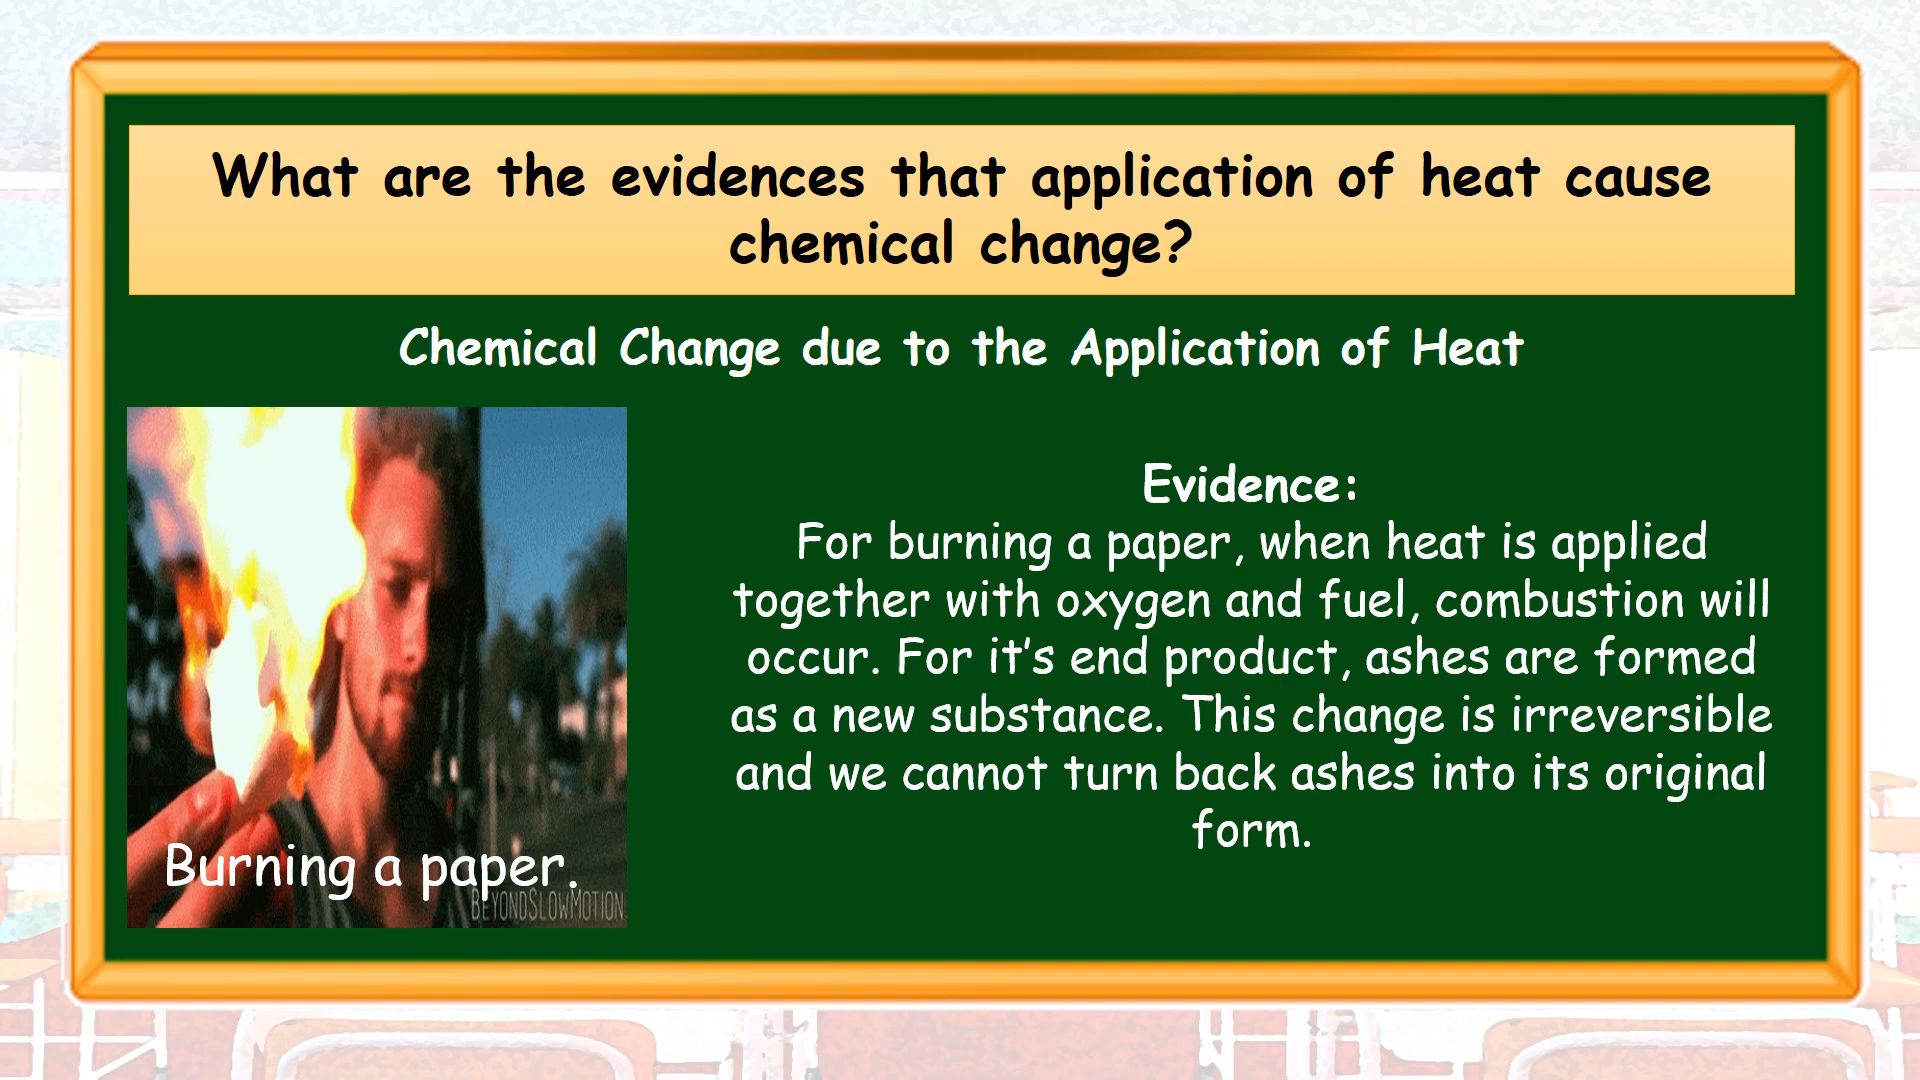 What are the evidences that application of heat cause
chemical change?
Chemical Change due to the Application of Heat
Evidence:
For burning a paper, when heat is applied
together with oxygen and fuel, combustion will
occur. For it’s end product, ashes are formed
as a new substance. This change is irreversible
and we cannot turn back ashes into its original
form.
Burning a paper.
BEYONDSLOWMOTION